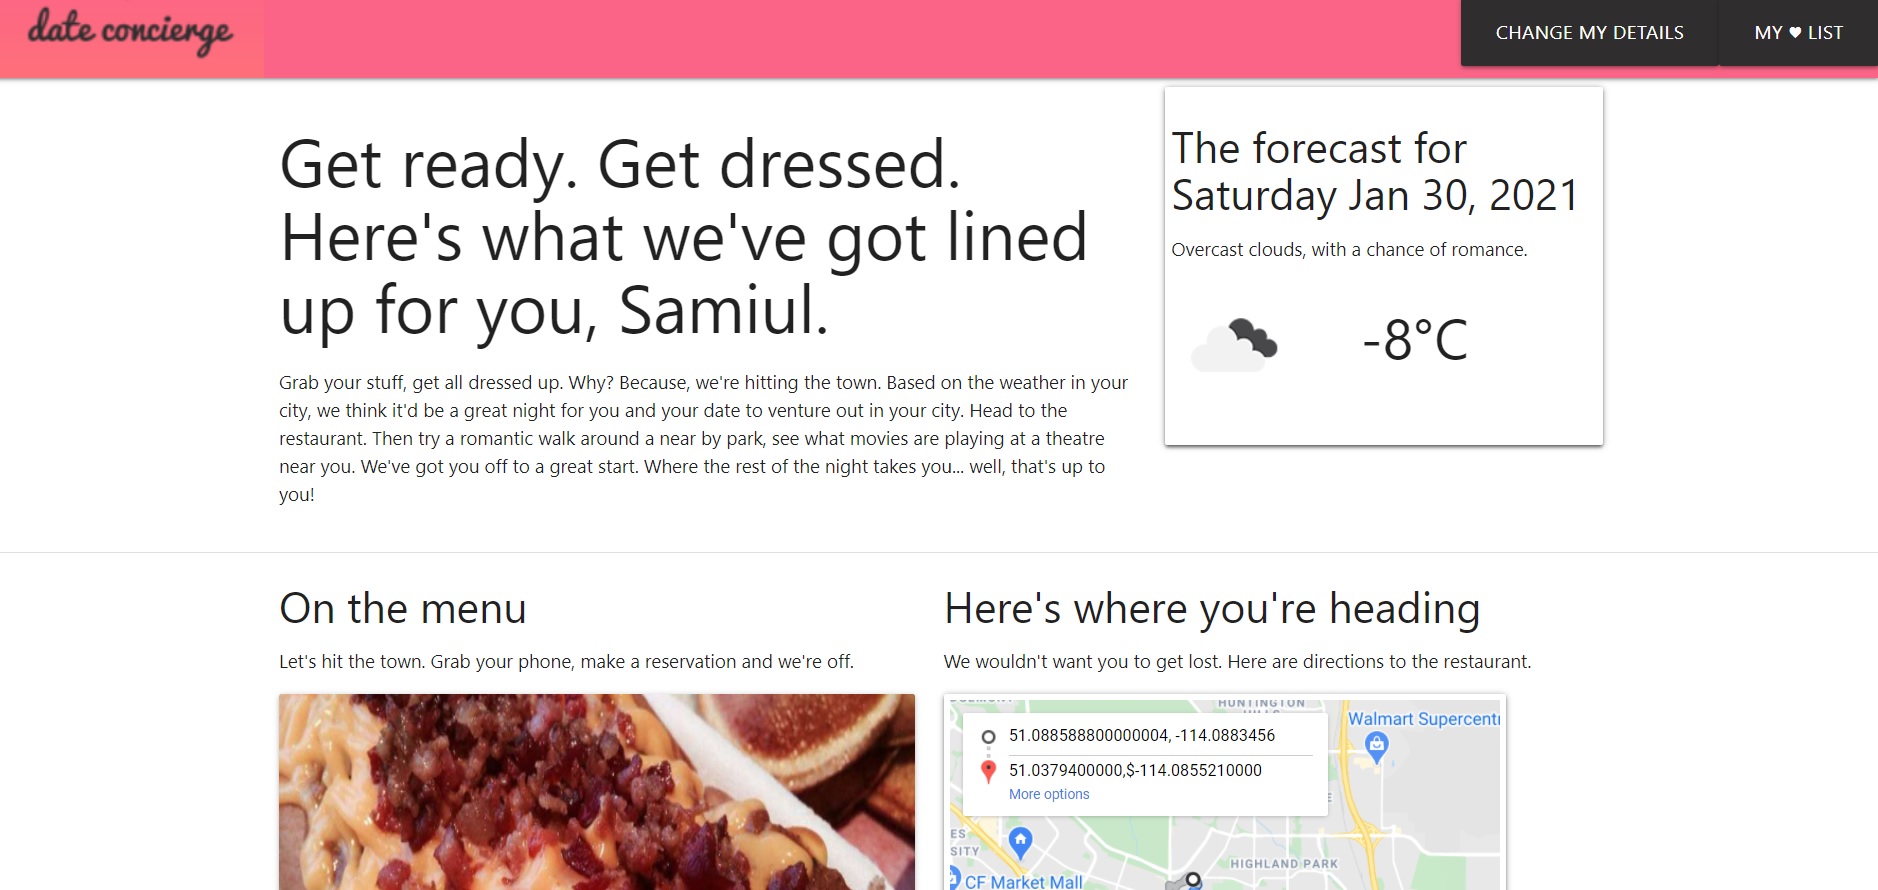 date concierge
CHANGE MY DETAILS
MY ♥ LIST
Get ready. Get dressed.
Here's what we've got lined
up for you, Samiul.
Grab your stuff, get all dressed up. Why? Because, we're hitting the town. Based on the weather in your
city, we think it'd be a great night for you and your date to venture out in your city. Head to the
restaurant. Then try a romantic walk around a near by park, see what movies are playing at a theatre
near you. We've got you off to a great start. Where the rest of the night takes you... well, that's up to
you!
The forecast for
Saturday Jan 30, 2021
Overcast clouds, with a chance of romance.
-8°C
On the menu
Let's hit the town. Grab your phone, make a reservation and we're off.
Here's where you're heading
We wouldn't want you to get lost. Here are directions to the restaurant.
HUNTINGTON
Walmart Supercent
51.088588800000004, -114.0883456
51.0379400000,$-114.0855210000
More options
ES
SITY
HIGHLAND PARK
CF Market Mall